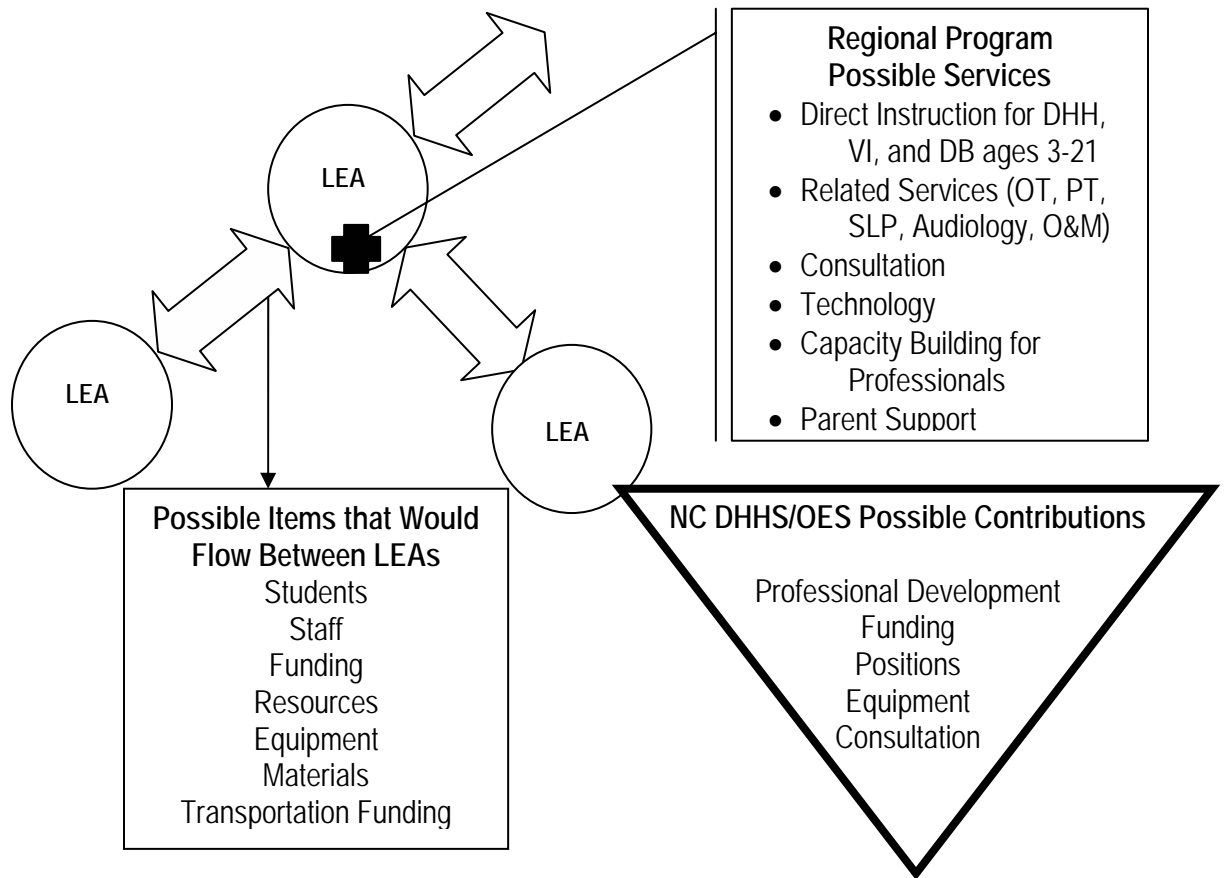 LEA
LEA
LEA
Regional Program
Possible Services
• Direct Instruction for DHH,
VI, and DB ages 3-21
• Related Services (OT, PT,
SLP, Audiology, O&M)
• Consultation
• Technology
• Capacity Building for
Professionals
• Parent Support
Possible Items that Would
Flow Between LEAs
Students
Staff
Funding
Resources
Equipment
Materials
Transportation Funding
NC DHHS/OES Possible Contributions
Professional Development
Funding
Positions
Equipment
Consultation